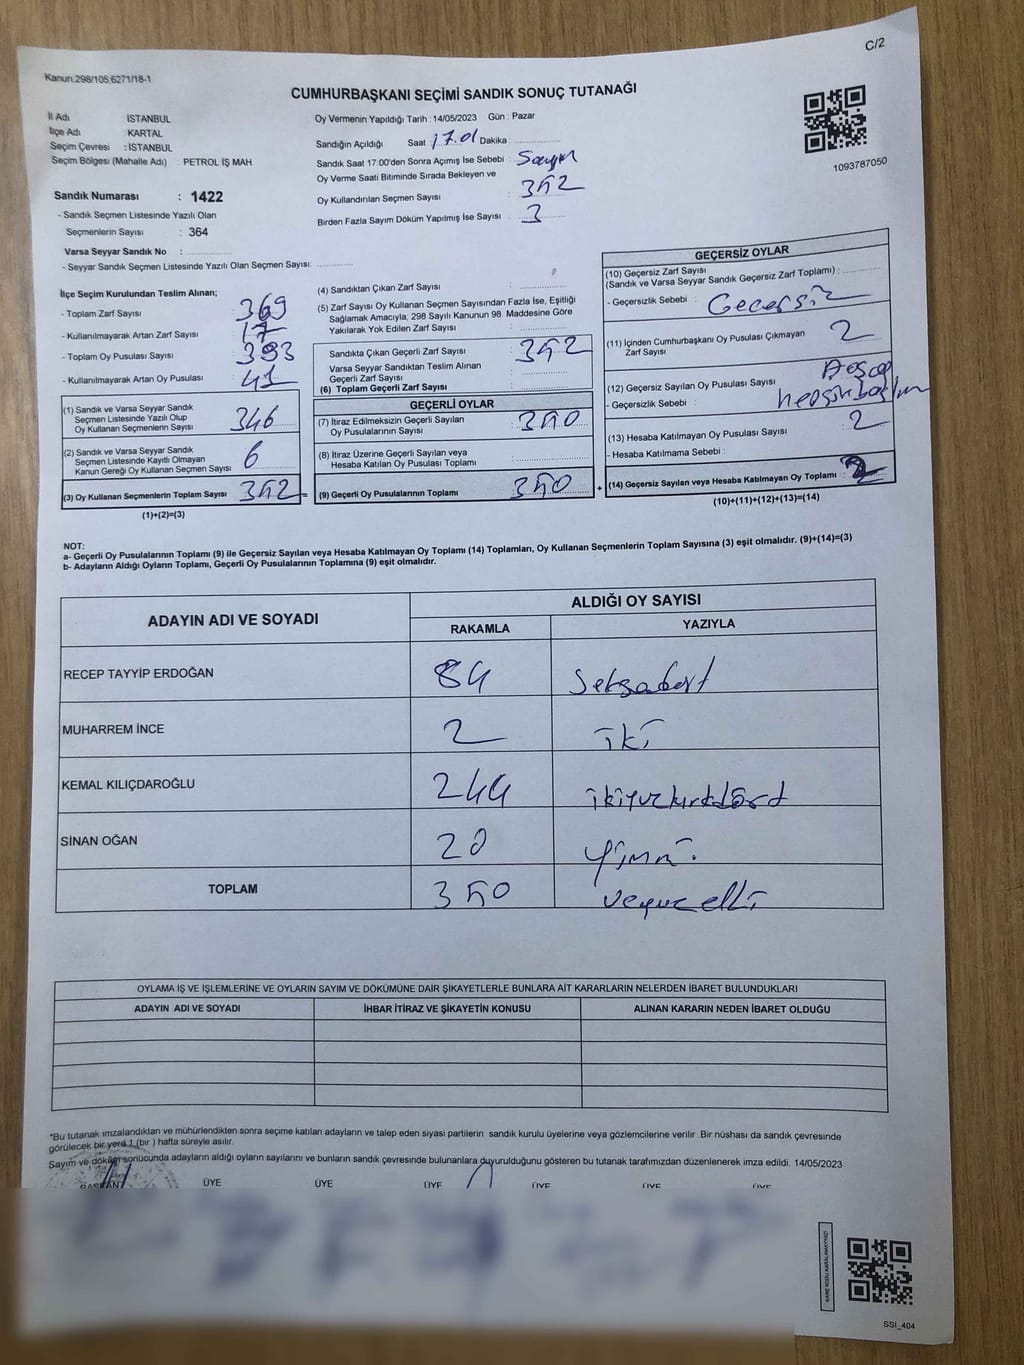 C/2
Kanun.298/105.6271/18-1
CUMHURBAŞKANI SEÇİMİ SANDIK SONUÇ TUTANAĞI
İl Adı : İSTANBUL
İlçe Adı : KARTAL
Seçim Çevresi : İSTANBUL
Seçim Bölgesi (Mahalle Adı) : PETROL İŞ MAH
Sandık Numarası : 1422
- Sandık Seçmen Listesinde Yazılı Olan
Seçmenlerin Sayısı : 364
Varsa Seyyar Sandık No :
- Seyyar Sandık Seçmen Listesinde Yazılı Olan Seçmen Sayısı:
Oy Vermenin Yapıldığı Tarih : 14/05/2023 Gün : Pazar
Sandığın Açıldığı Saat 17.01 Dakika :
Sandık Saat 17:00'den Sonra Açılmış İse Sebebi : Sayım
Oy Verme Saati Bitiminde Sırada Bekleyen ve
Oy Kullandırılan Seçmen Sayısı : 352
Birden Fazla Sayım Döküm Yapılmış İse Sayısı : 3
1093787050
İlçe Seçim Kurulundan Teslim Alınan;
- Toplam Zarf Sayısı : 369
- Kullanılmayarak Artan Zarf Sayısı : 17
- Toplam Oy Pusulası Sayısı : 393
- Kullanılmayarak Artan Oy Pusulası : 41
(1) Sandık ve Varsa Seyyar Sandık
Seçmen Listesinde Yazılı Olup
Oy Kullanan Seçmenlerin Sayısı 346
(2) Sandık ve Varsa Seyyar Sandık
Seçmen Listesinde Kayıtlı Olmayan
Kanun Gereği Oy Kullanan Seçmen Sayısı 6
(3) Oy Kullanan Seçmenlerin Toplam Sayısı 352 =
(1)+(2)=(3)
(4) Sandıktan Çıkan Zarf Sayısı :
(5) Zarf Sayısı Oy Kullanan Seçmen Sayısından Fazla İse, Eşitliği
Sağlamak Amacıyla, 298 Sayılı Kanunun 98. Maddesine Göre
Yakılarak Yok Edilen Zarf Sayısı :
Sandıkta Çıkan Geçerli Zarf Sayısı : 352
Varsa Seyyar Sandıktan Teslim Alınan
Geçerli Zarf Sayısı :
(6) Toplam Geçerli Zarf Sayısı :
GEÇERLİ OYLAR
(7) İtiraz Edilmeksizin Geçerli Sayılan
Oy Pusulalarının Sayısı : 350
(8) İtiraz Üzerine Geçerli Sayılan veya
Hesaba Katılan Oy Pusulası Toplamı :
(9) Geçerli Oy Pusulalarının Toplamı : 350 +
GEÇERSİZ OYLAR
(10) Geçersiz Zarf Sayısı
(Sandık ve Varsa Seyyar Sandık Geçersiz Zarf Toplamı) :
- Geçersizlik Sebebi : Geçersiz
(11) İçinden Cumhurbaşkanı Oy Pusulası Çıkmayan
Zarf Sayısı : 2
(12) Geçersiz Sayılan Oy Pusulası Sayısı :
- Geçersizlik Sebebi :
(13) Hesaba Katılmayan Oy Pusulası Sayısı : 2
- Hesaba Katılmama Sebebi :
(14) Geçersiz Sayılan veya Hesaba Katılmayan Oy Toplamı : 2
(10)+(11)+(12)+(13)=(14)
NOT:
a- Geçerli Oy Pusulalarının Toplamı (9) ile Geçersiz Sayılan veya Hesaba Katılmayan Oy Toplamı (14) Toplamları, Oy Kullanan Seçmenlerin Toplam Sayısına (3) eşit olmalıdır. (9)+(14)=(3)
b- Adayların Aldığı Oyların Toplamı, Geçerli Oy Pusulalarının Toplamına (9) eşit olmalıdır.
ADAYIN ADI VE SOYADI
ALDIĞI OY SAYISI
RAKAMLA YAZIYLA
RECEP TAYYİP ERDOĞAN 84 seksadört
MUHARREM İNCE 2 iki
KEMAL KILIÇDAROĞLU 244 ikiyuzkırkdört
SİNAN OĞAN 20 yirmi.
TOPLAM 350 üçyuz elli
OYLAMA İŞ VE İŞLEMLERİNE VE OYLARIN SAYIM VE DÖKÜMÜNE DAİR ŞİKAYETLERLE BUNLARA AİT KARARLARIN NELERDEN İBARET BULUNDUKLARI
ADAYIN ADI VE SOYADI İHBAR İTİRAZ VE ŞİKAYETİN KONUSU ALINAN KARARIN NEDEN İBARET OLDUĞU
*Bu tutanak imzalandıktan ve mühürlendikten sonra seçime katılan adayların ve talep eden siyasi partilerin sandık kurulu üyelerine veya gözlemcilerine verilir .Bir nüshası da sandık çevresinde
görülecek bir yere 1 (bir ) hafta süreyle asılır.
Sayım ve döküm sonucunda adayların aldığı oyların sayılarını ve bunların sandık çevresinde bulunanlara duyurulduğunu gösteren bu tutanak tarafımızdan düzenlenerek imza edildi. 14/05/2023
BAŞKAN ÜYE ÜYE ÜYE ÜYE ÜYE ÜYE
KARE KODU KARALAMAYINIZ!
SSI_404